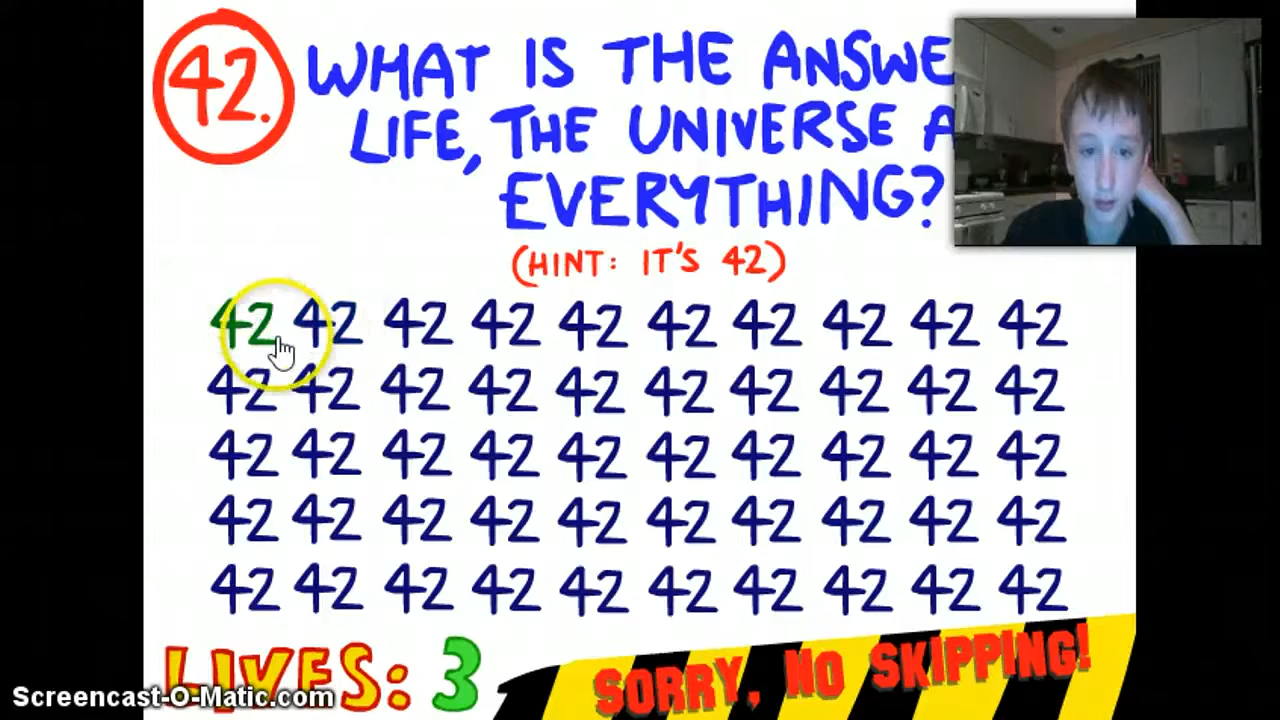 42. WHAT IS THE ANSWE
LIFE, THE UNIVERSE A
EVERYTHING?
(HINT: IT'S 42)
42 42 42 42 42 42 42 42 42 42
42 42 42 42 42 42 42 42 42 42
42 42 42 42 42 42 42 42 42 42
42 42 42 42 42 42 42 42 42 42
42 42 42 42 42 42 42 42 42 42
LIVES: 3
SORRY, NO SKIPPING!
Screencast-O-Matic.com